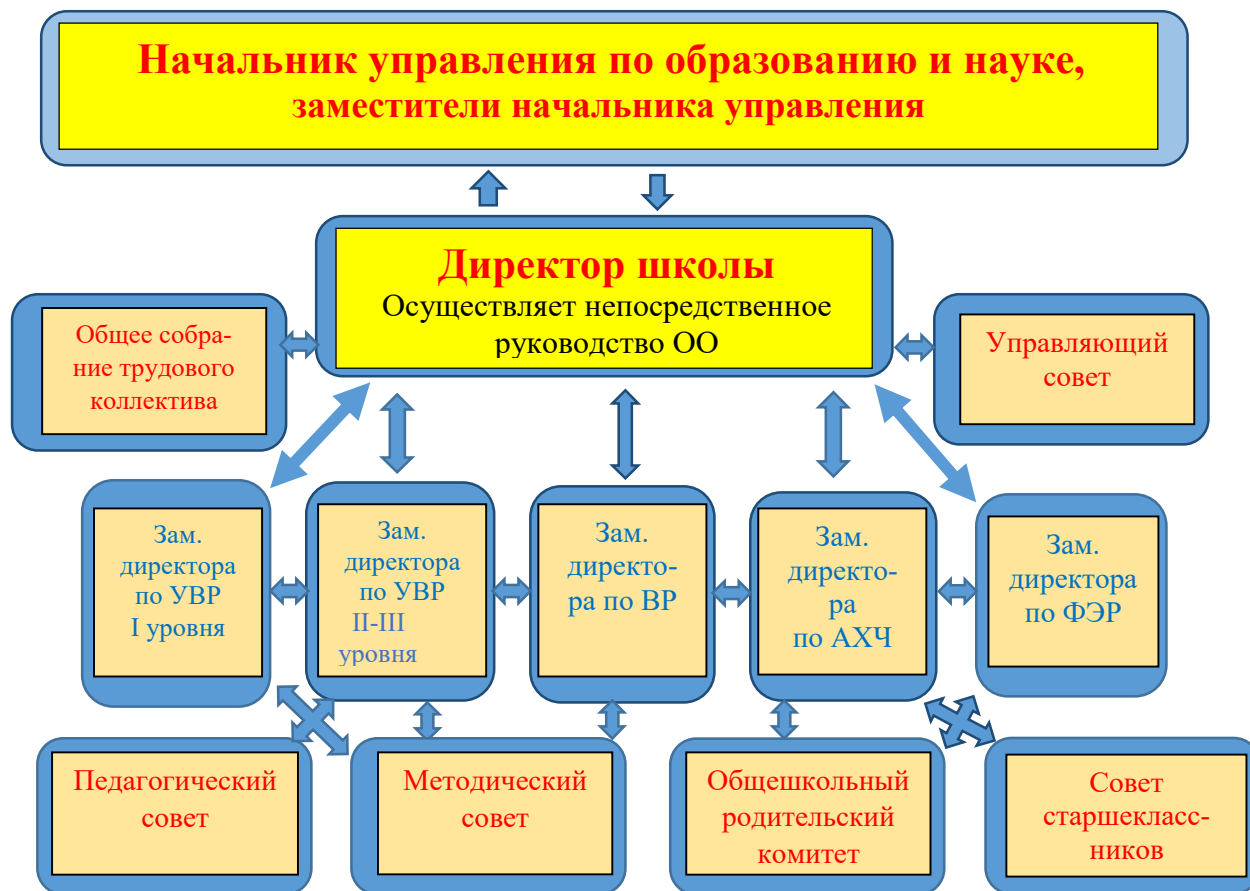 Начальник управления по образованию и науке,
заместители начальника управления
Директор школы
Осуществляет непосредственное
руководство ОО
Общее собра-
ние трудового
коллектива
Управляющий
совет
Зам.
директора
по УВР
I уровня
Зам.
директора
по УВР
II-III
уровня
Зам.
директо-
ра по ВР
Зам.
директо-
ра
по АХЧ
Зам.
директора
по ФЭР
Педагогический
совет
Методический
совет
Общешкольный
родительский
комитет
Совет
старшекласс-
ников